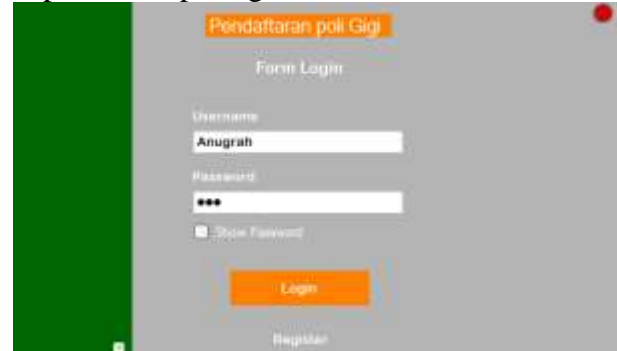 Pendaftaran poli Gigi
Form Login
Username
Anugrah
Password
Show Password
Login
Register